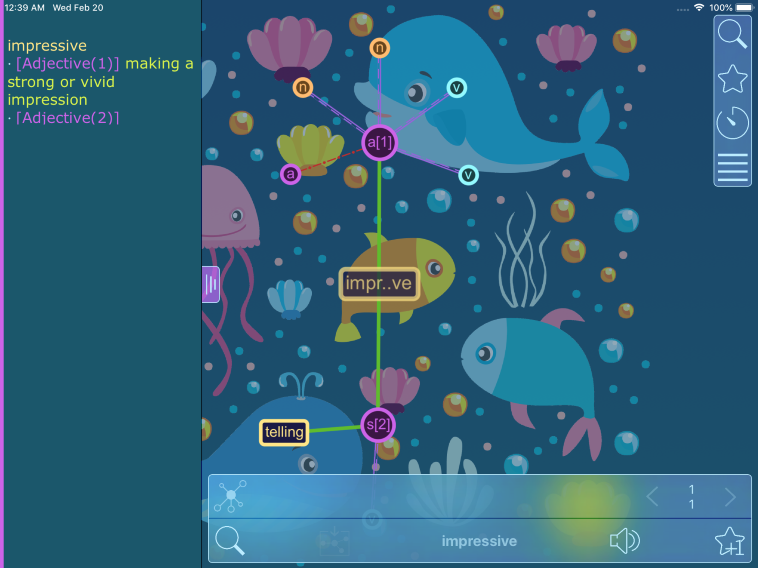 12:39 AM Wed Feb 20
100%
impressive
· [Adjective(1)] making a
strong or vivid
impression
· [Adjective(2)]
n
n
v
a[1]
a
v
impr..ve
telling
s[2]
1
1
impressive
+1